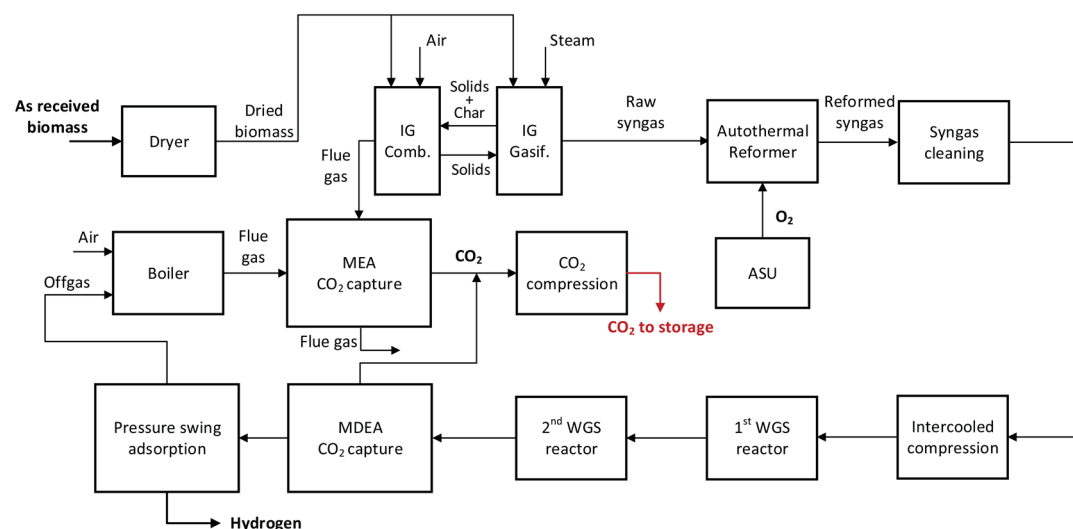 Air
Steam
As received
biomass
Dryer
Dried
biomass
IG
Comb.
Solids
+
Char
Solids
IG
Gasif.
Raw
syngas
Autothermal
Reformer
Reformed
syngas
Syngas
cleaning
Flue
gas
O₂
ASU
Air
Offgas
Boiler
Flue
gas
MEA
CO₂ capture
CO₂
CO₂
compression
CO₂ to storage
Flue gas
Pressure swing
adsorption
MDEA
CO₂ capture
2ⁿᵈ WGS
reactor
1ˢᵗ WGS
reactor
Intercooled
compression
Hydrogen